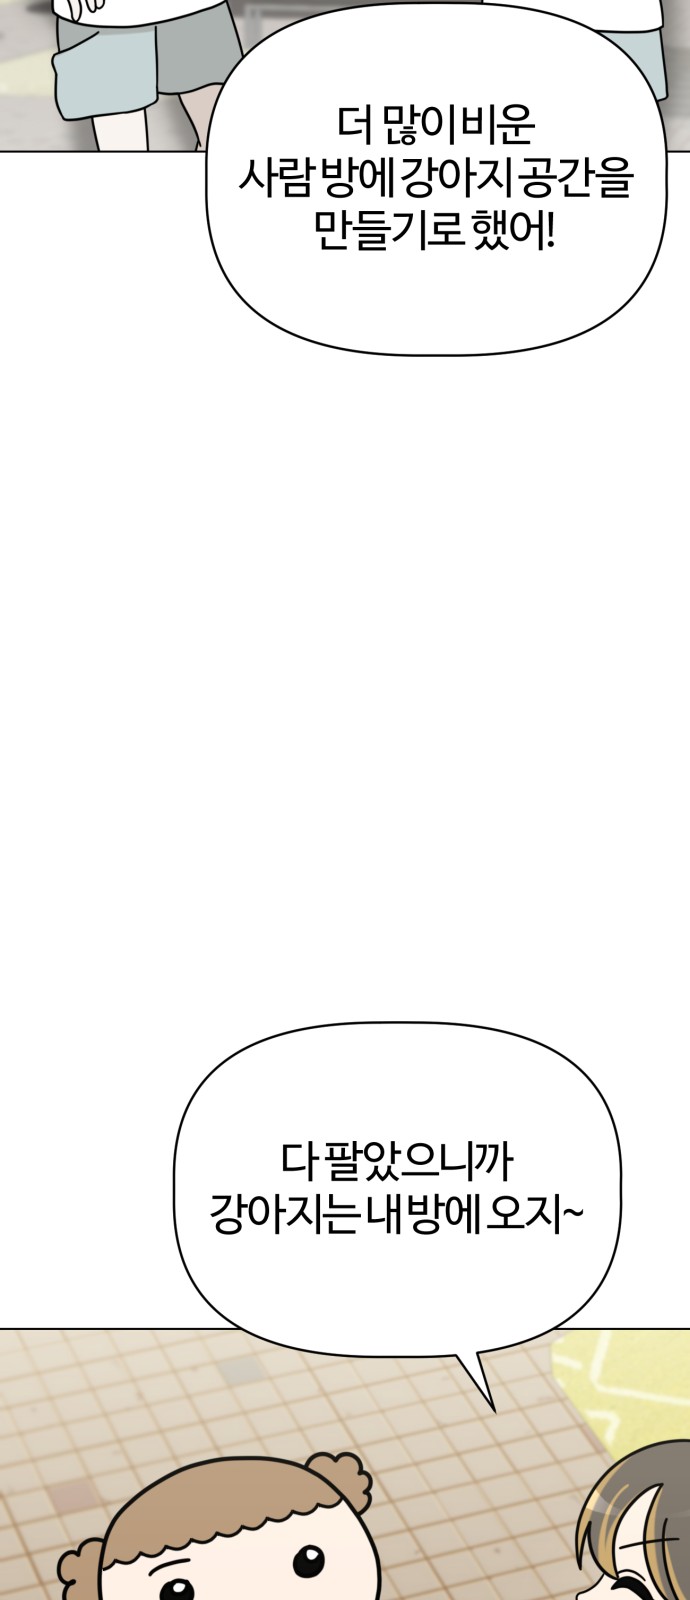 더 많이 비운
사람 방에 강아지 공간을
만들기로 했어!
다 팔았으니까
강아지는 내 방에 오지~